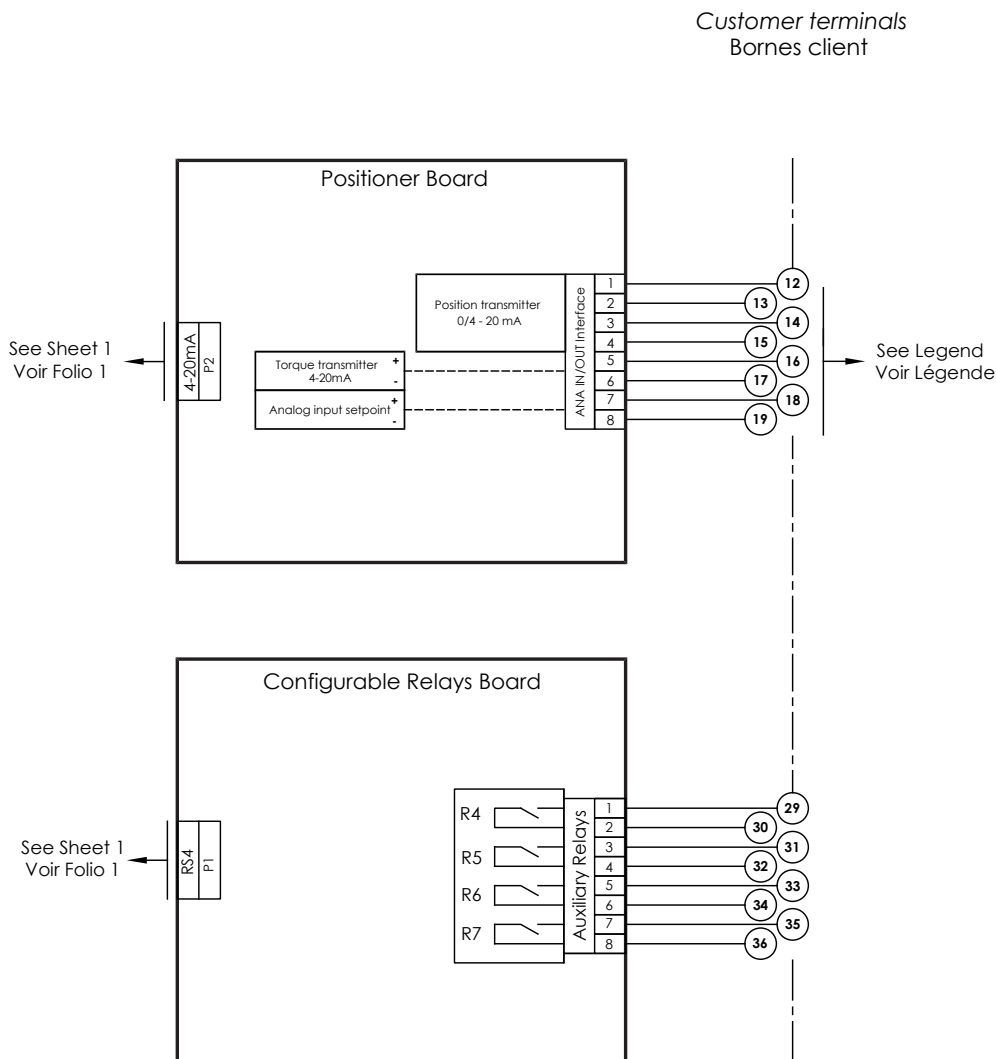 Customer terminals
Bornes client
Positioner Board
Position transmitter
0/4 - 20 mA
Torque transmitter
4-20mA
+
-
Analog input setpoint
+
-
ANA IN/OUT Interface
1
2
3
4
5
6
7
8
12
13
14
15
16
17
18
19
4-20mA
P2
See Sheet 1
Voir Folio 1
See Legend
Voir Légende
Configurable Relays Board
R4
R5
R6
R7
Auxiliary Relays
1
2
3
4
5
6
7
8
29
30
31
32
33
34
35
36
RS4
P1
See Sheet 1
Voir Folio 1